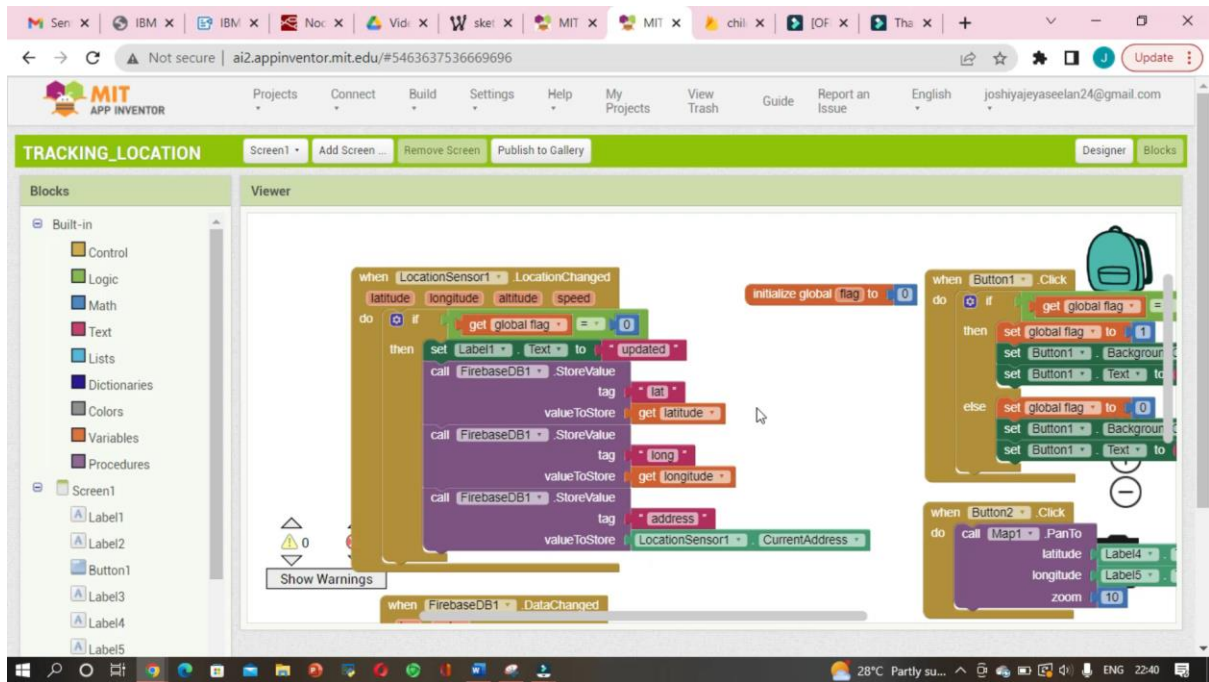 Sen
IBM
IBM
Noc
Vide
sket
MIT
MIT
chil
[OF
Tha
Not secure | ai2.appinventor.mit.edu/#5463637536669696
J
Update
MIT
APP INVENTOR
Projects
Connect
Build
Settings
Help
My Projects
View Trash
Guide
Report an Issue
English
joshiyajeyaseelan24@gmail.com
TRACKING_LOCATION
Screen1
Add Screen ...
Remove Screen
Publish to Gallery
Designer
Blocks
Blocks
Viewer
Built-in
Control
Logic
Math
Text
Lists
Dictionaries
Colors
Variables
Procedures
Screen1
Label1
Label2
Button1
Label3
Label4
Label5
when LocationSensor1 .LocationChanged
latitude longitude altitude speed
do if get global flag = 0
then set Label1 . Text to " updated "
call FirebaseDB1 .StoreValue
tag " lat "
valueToStore get latitude
call FirebaseDB1 .StoreValue
tag " long "
valueToStore get longitude
call FirebaseDB1 .StoreValue
tag " address "
valueToStore LocationSensor1 . CurrentAddress
0
Show Warnings
when FirebaseDB1 .DataChanged
initialize global flag to 0
when Button1 .Click
do if get global flag =
then set global flag to 1
set Button1 . Background
set Button1 . Text to
else set global flag to 0
set Button1 . Background
set Button1 . Text to
when Button2 .Click
do call Map1 .PanTo
latitude Label4 .
longitude Label5 .
zoom 10
28°C Partly su...
ENG
22:40